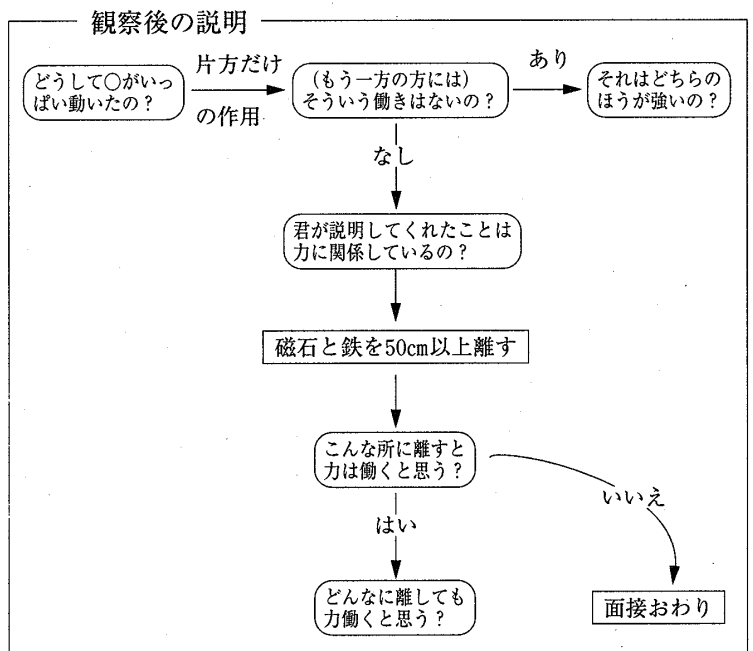 観察後の説明
どうして○がいっ
ぱい動いたの?
片方だけ
の作用
(もう一方の方には)
そういう働きはないの?
あり
それはどちらの
ほうが強いの?
なし
君が説明してくれたことは
力に関係しているの?
磁石と鉄を50cm以上離す
こんな所に離すと
力は働くと思う?
いいえ
はい
どんなに離しても
力働くと思う?
面接おわり